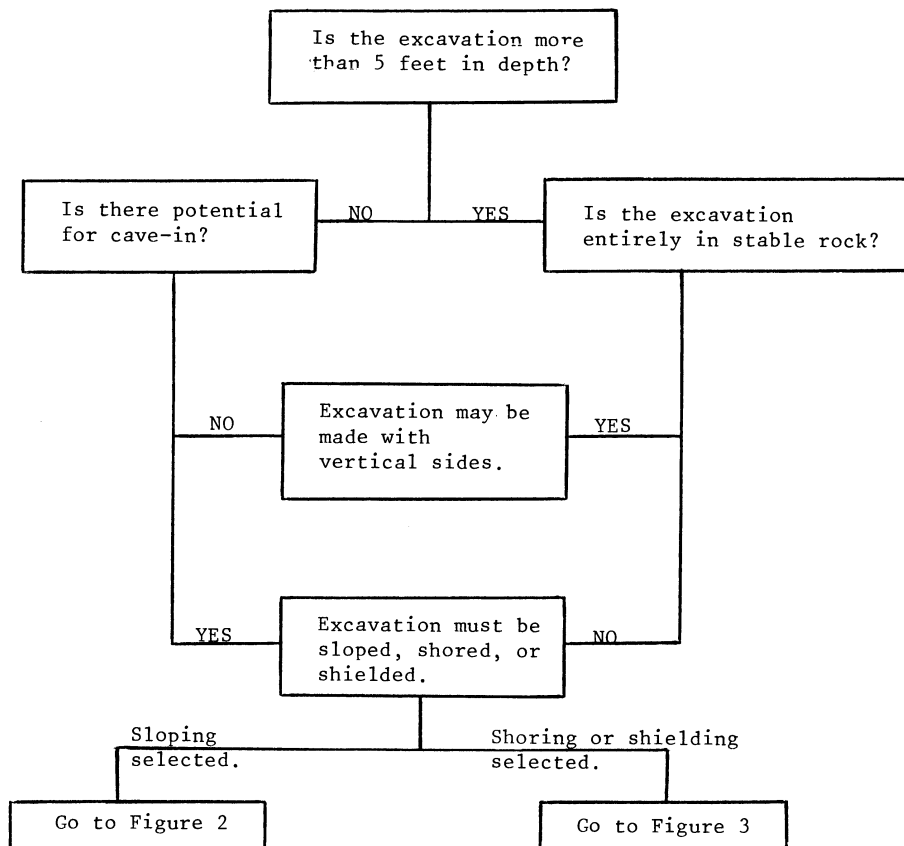 Is the excavation more
than 5 feet in depth?
Is there potential
for cave-in?
NO
YES
Is the excavation
entirely in stable rock?
NO
Excavation may be
made with
vertical sides.
YES
YES
Excavation must be
sloped, shored, or
shielded.
NO
Sloping
selected.
Shoring or shielding
selected.
Go to Figure 2
Go to Figure 3